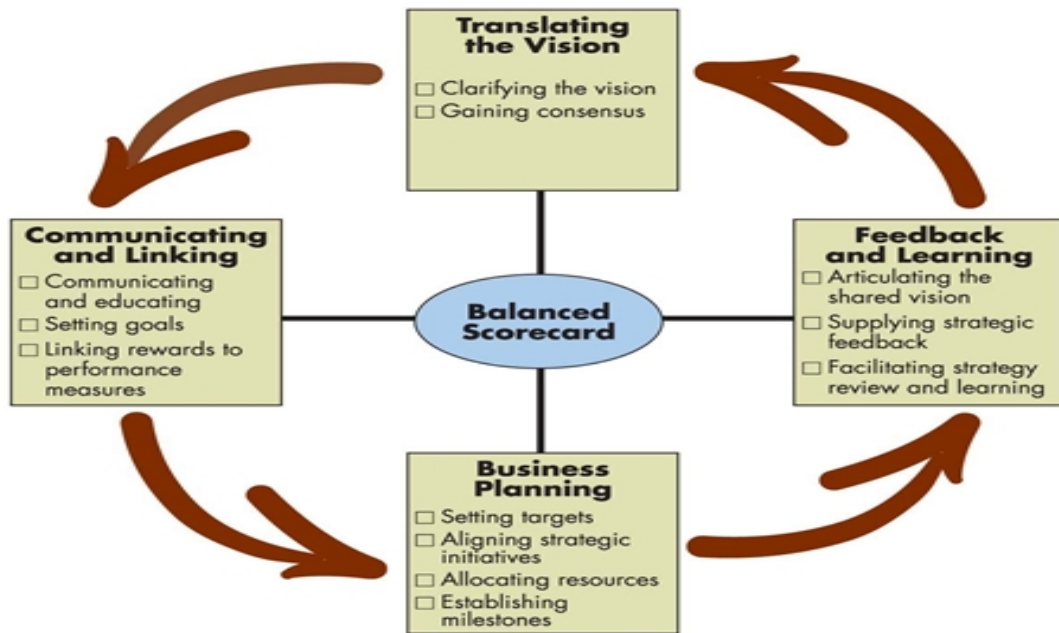 Translating
the Vision
☐ Clarifying the vision
☐ Gaining consensus
Communicating
and Linking
☐ Communicating
and educating
☐ Setting goals
☐ Linking rewards to
performance
measures
Balanced
Scorecard
Feedback
and Learning
☐ Articulating the
shared vision
☐ Supplying strategic
feedback
☐ Facilitating strategy
review and learning
Business
Planning
☐ Setting targets
☐ Aligning strategic
initiatives
☐ Allocating resources
☐ Establishing
milestones